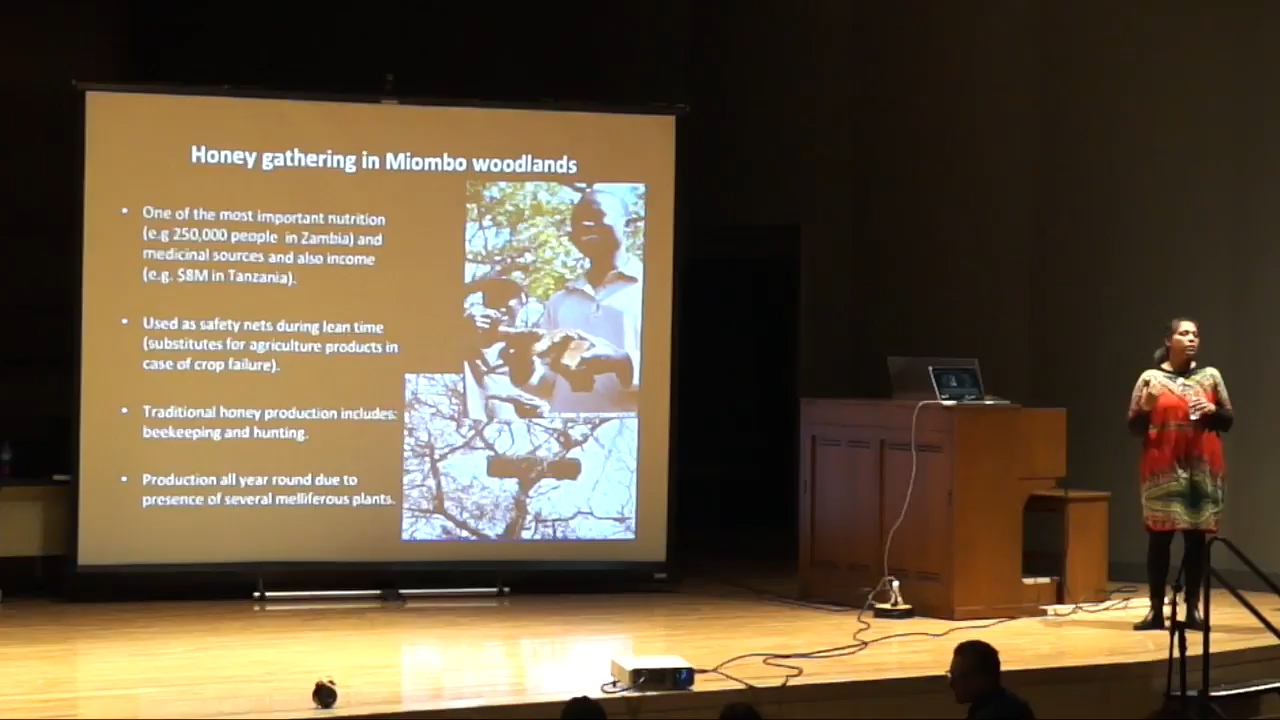 Honey gathering in Miombo woodlands
• One of the most important nutrition
(e.g 250,000 people in Zambia) and
medicinal sources and also income
(e.g. $8M in Tanzania).
• Used as safety nets during lean time
(substitutes for agriculture products in
case of crop failure).
• Traditional honey production includes:
beekeeping and hunting.
• Production all year round due to
presence of several melliferous plants.